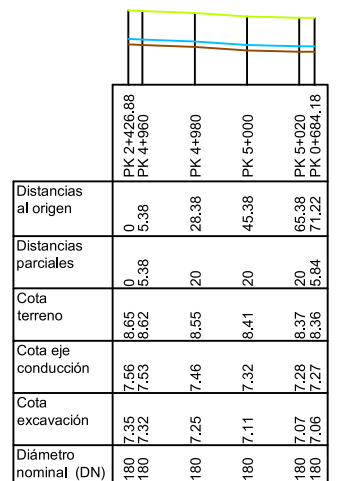 PK 2+426.88 PK 4+960 PK 4+980 PK 5+000 PK 5+020 PK 0+684.18
Distancias
al origen 0 5.38 28.38 45.38 65.38 71.22
Distancias
parciales 0 5.38 20 20 20 5.84
Cota
terreno 8.65 8.62 8.55 8.41 8.37 8.36
Cota eje
conducción 7.56 7.53 7.46 7.32 7.28 7.27
Cota
excavación 7.35 7.32 7.25 7.11 7.07 7.06
Diámetro
nominal (DN) 180 180 180 180 180 180